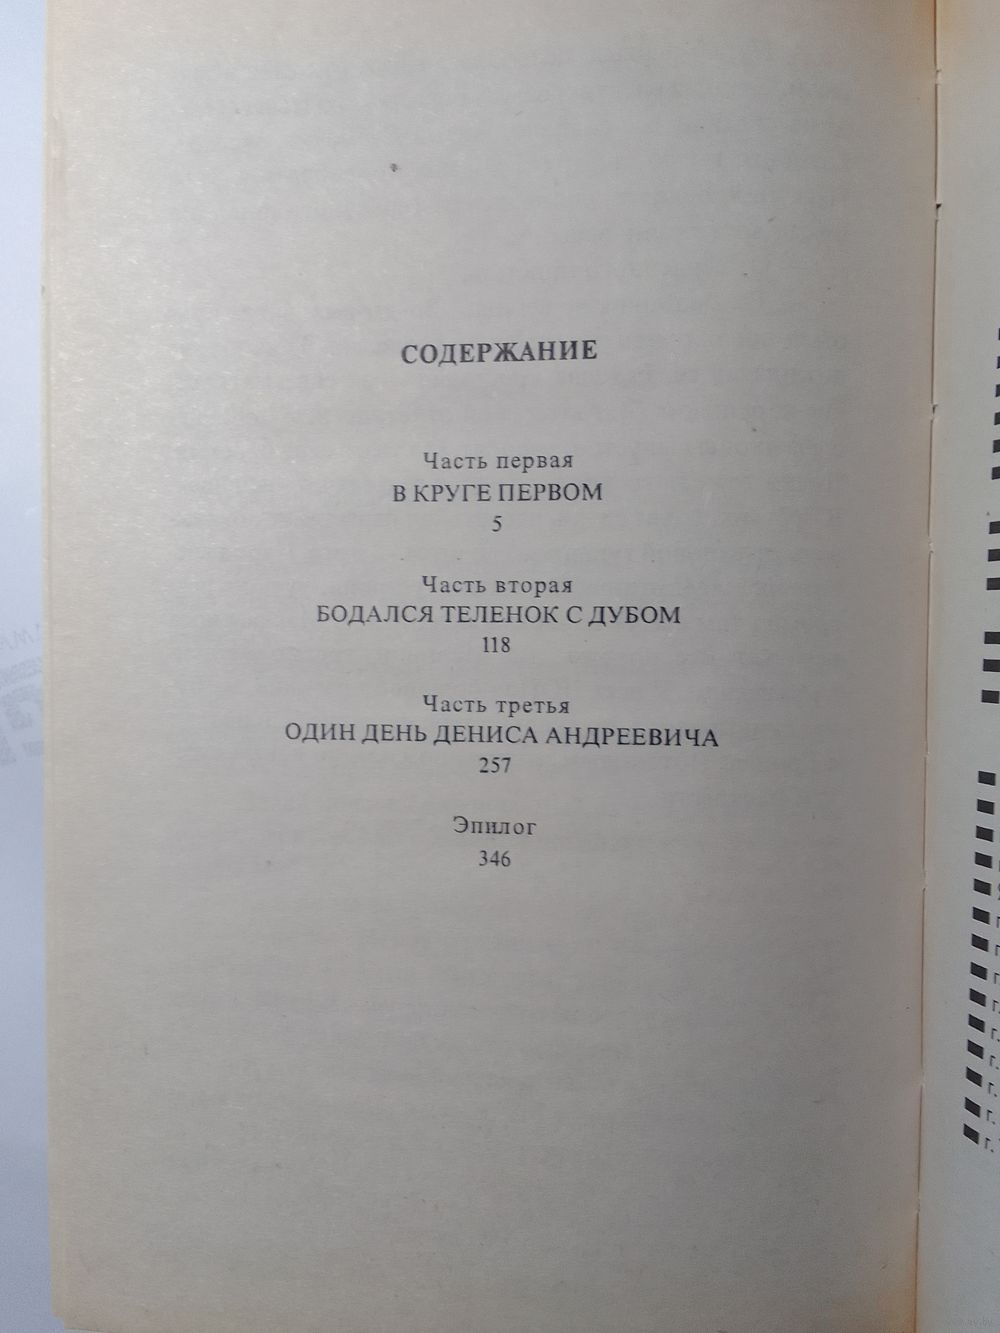 СОДЕРЖАНИЕ
Часть первая
В КРУГЕ ПЕРВОМ
5
Часть вторая
БОДАЛСЯ ТЕЛЕНОК С ДУБОМ
118
Часть третья
ОДИН ДЕНЬ ДЕНИСА АНДРЕЕВИЧА
257
Эпилог
346
г.
г.
г.
г.
г.